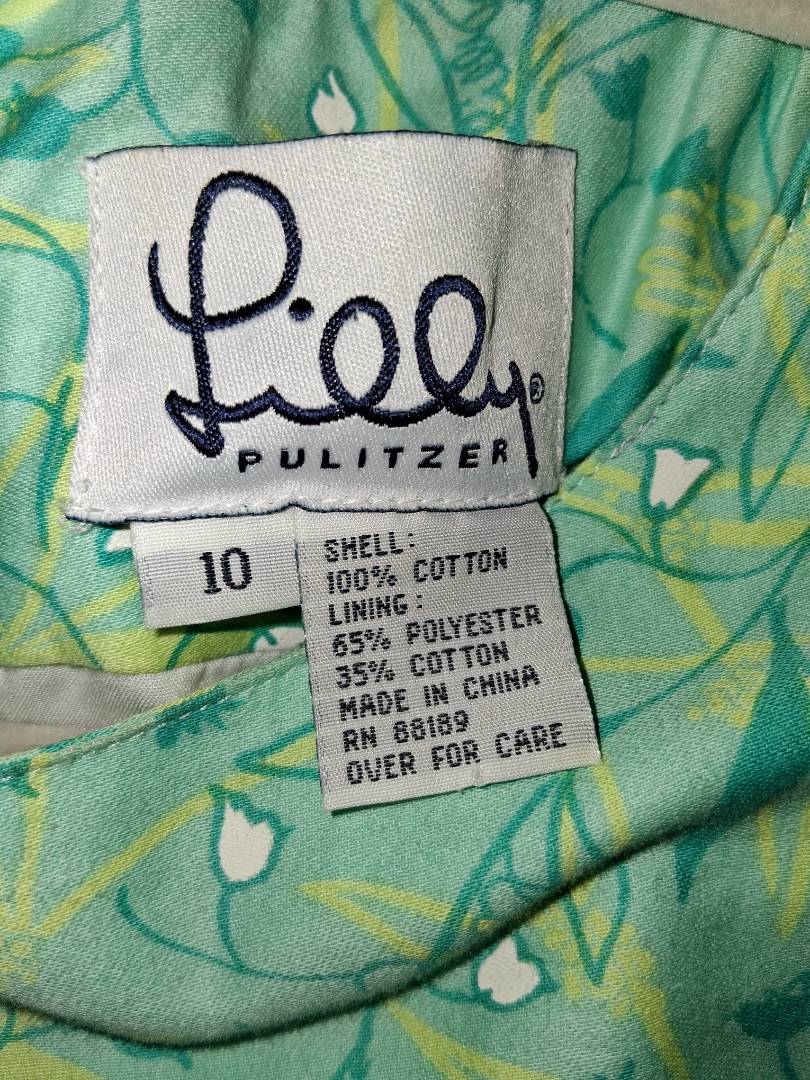 Lilly®
PULITZER
10
SHELL:
100% COTTON
LINING:
65% POLYESTER
35% COTTON
MADE IN CHINA
RN 88189
OVER FOR CARE